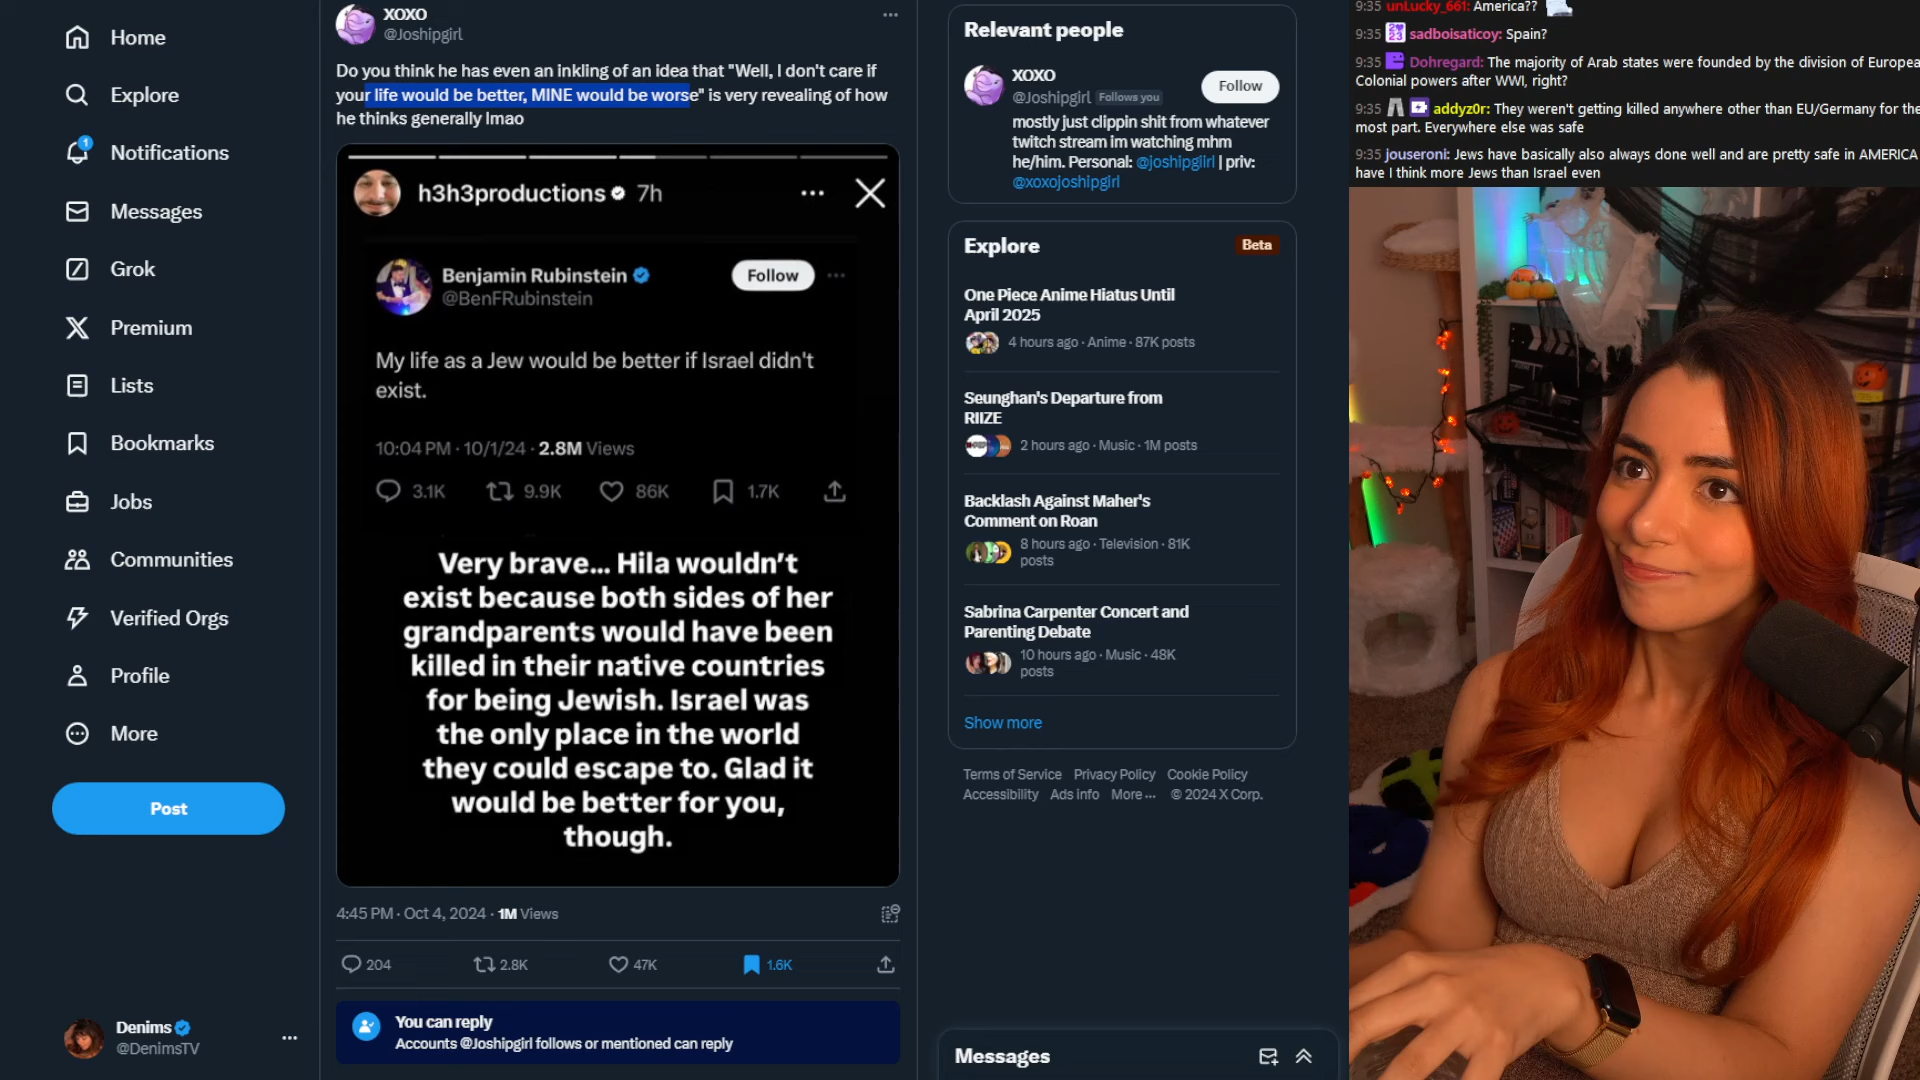 Home
Explore
1
Notifications
Messages
Grok
Premium
Lists
Bookmarks
Jobs
Communities
Verified Orgs
Profile
More
Post
Denims
@DenimsTV
XOXO
@Joshipgirl
Do you think he has even an inkling of an idea that "Well, I don't care if
your life would be better, MINE would be worse" is very revealing of how
he thinks generally lmao
h3h3productions 7h
Benjamin Rubinstein
@BenFRubinstein
Follow
My life as a Jew would be better if Israel didn't
exist.
10:04 PM · 10/1/24 · 2.8M Views
3.1K 9.9K 86K 1.7K
Very brave... Hila wouldn't
exist because both sides of her
grandparents would have been
killed in their native countries
for being Jewish. Israel was
the only place in the world
they could escape to. Glad it
would be better for you,
though.
4:45 PM · Oct 4, 2024 · 1M Views
204 2.8K 47K 1.6K
You can reply
Accounts @Joshipgirl follows or mentioned can reply
Relevant people
XOXO
@Joshipgirl Follows you
Follow
mostly just clippin shit from whatever
twitch stream im watching mhm
he/him. Personal: @joshipgiirl | priv:
@xoxojoshipgirl
Explore
Beta
One Piece Anime Hiatus Until
April 2025
4 hours ago · Anime · 87K posts
Seunghan's Departure from
RIIZE
2 hours ago · Music · 1M posts
Backlash Against Maher's
Comment on Roan
8 hours ago · Television · 81K
posts
Sabrina Carpenter Concert and
Parenting Debate
10 hours ago · Music · 48K
posts
Show more
Terms of Service Privacy Policy Cookie Policy
Accessibility Ads info More ··· © 2024 X Corp.
Messages
9:35 unLucky_661: America??
9:35 sadboisaticoy: Spain?
9:35 Dohregard: The majority of Arab states were founded by the division of Europea
Colonial powers after WWI, right?
9:35 addyz0r: They weren't getting killed anywhere other than EU/Germany for the
most part. Everywhere else was safe
9:35 jouseroni: Jews have basically also always done well and are pretty safe in AMERICA
have I think more Jews than Israel even